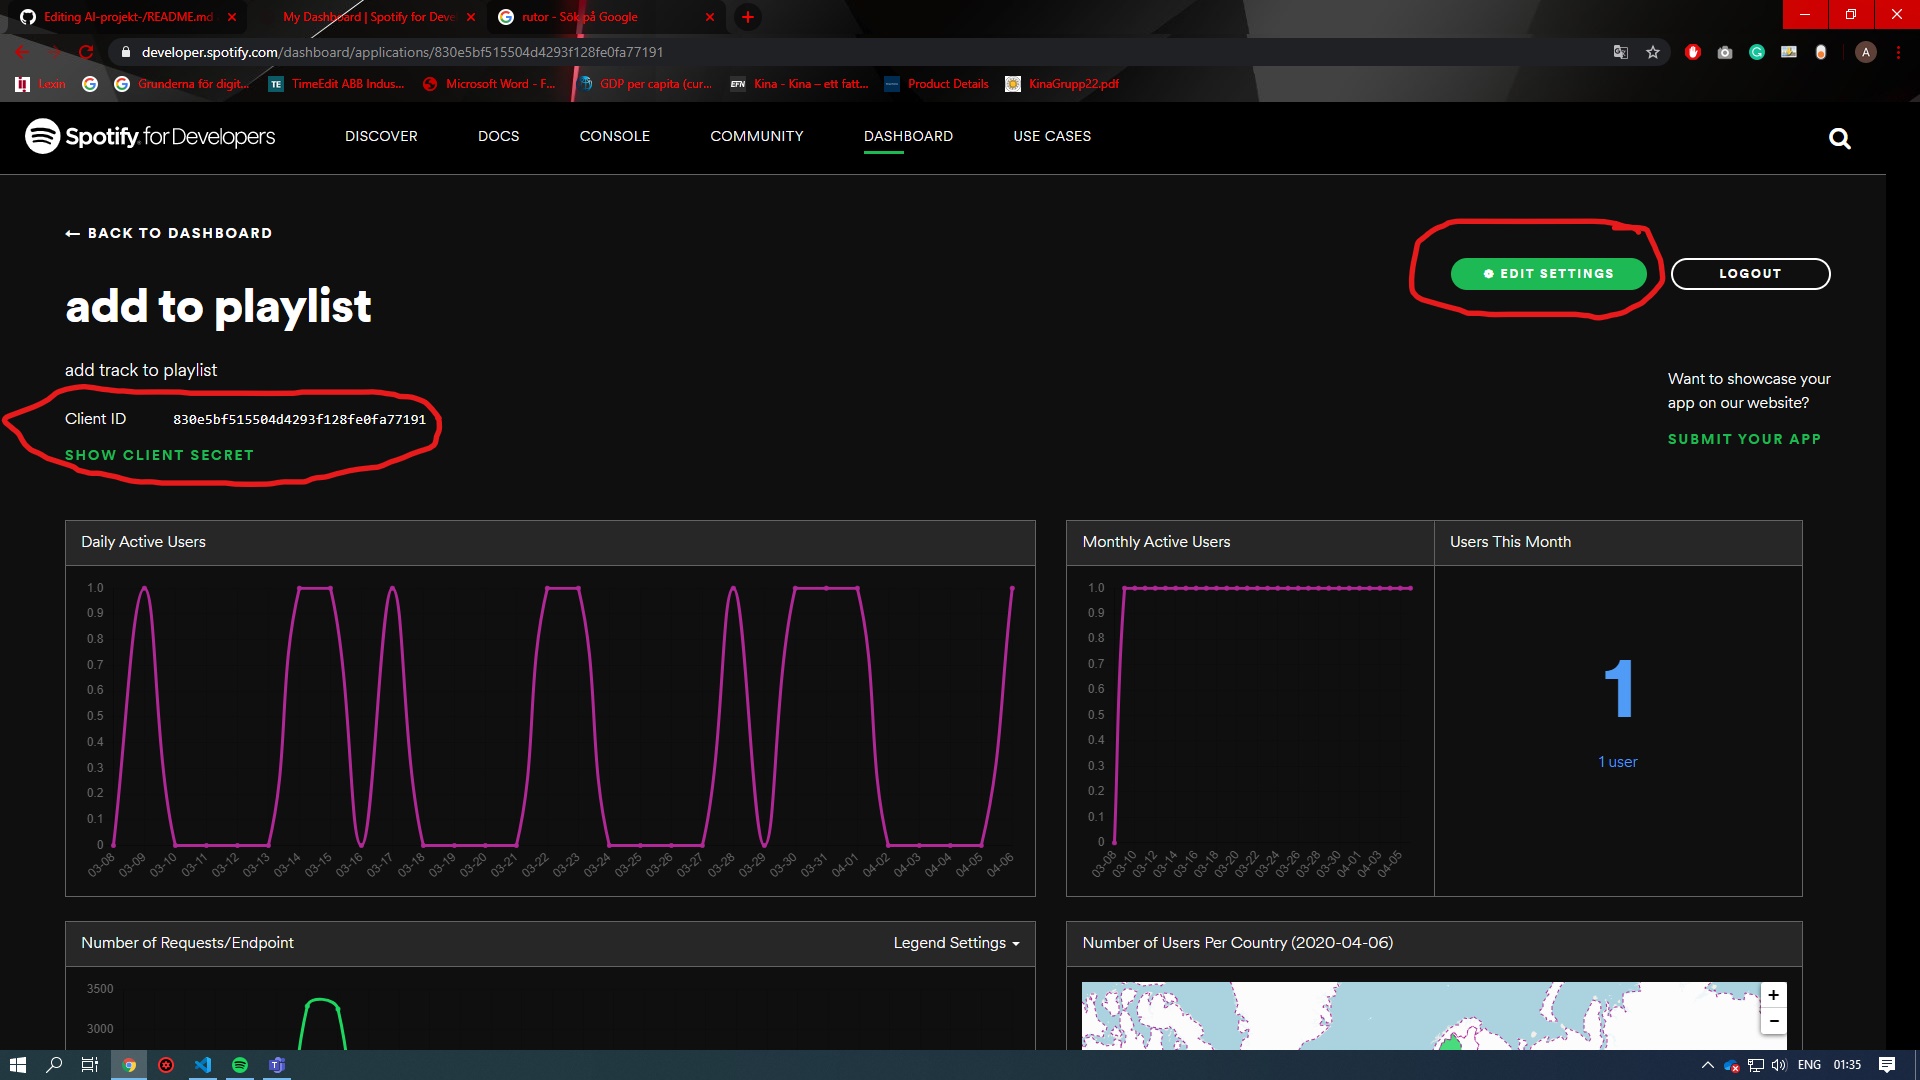 Editing AI-projekt-/README.md
My Dashboard | Spotify for Devel
rutor - Sök på Google
developer.spotify.com/dashboard/applications/830e5bf515504d4293f128fe0fa77191
A
Lexin
Grunderna för digit...
TE
TimeEdit ABB Indus...
Microsoft Word - F...
GDP per capita (cur...
EFN
Kina - Kina – ett fatt...
Product Details
KinaGrupp22.pdf
Spotify for Developers
DISCOVER
DOCS
CONSOLE
COMMUNITY
DASHBOARD
USE CASES
← BACK TO DASHBOARD
EDIT SETTINGS
LOGOUT
add to playlist
add track to playlist
Client ID 830e5bf515504d4293f128fe0fa77191
SHOW CLIENT SECRET
Want to showcase your
app on our website?
SUBMIT YOUR APP
Daily Active Users
1.0
0.9
0.8
0.7
0.6
0.5
0.4
0.3
0.2
0.1
0
03-08 03-09 03-10 03-11 03-12 03-13 03-14 03-15 03-16 03-17 03-18 03-19 03-20 03-21 03-22 03-23 03-24 03-25 03-26 03-27 03-28 03-29 03-30 03-31 04-01 04-02 04-03 04-04 04-05 04-06
Monthly Active Users
1.0
0.9
0.8
0.7
0.6
0.5
0.4
0.3
0.2
0.1
0
03-08 03-10 03-12 03-14 03-16 03-18 03-20 03-22 03-24 03-26 03-28 03-30 04-01 04-03 04-05
Users This Month
1
1 user
Number of Requests/Endpoint
Legend Settings
3500
3000
Number of Users Per Country (2020-04-06)
+
−
ENG
01:35